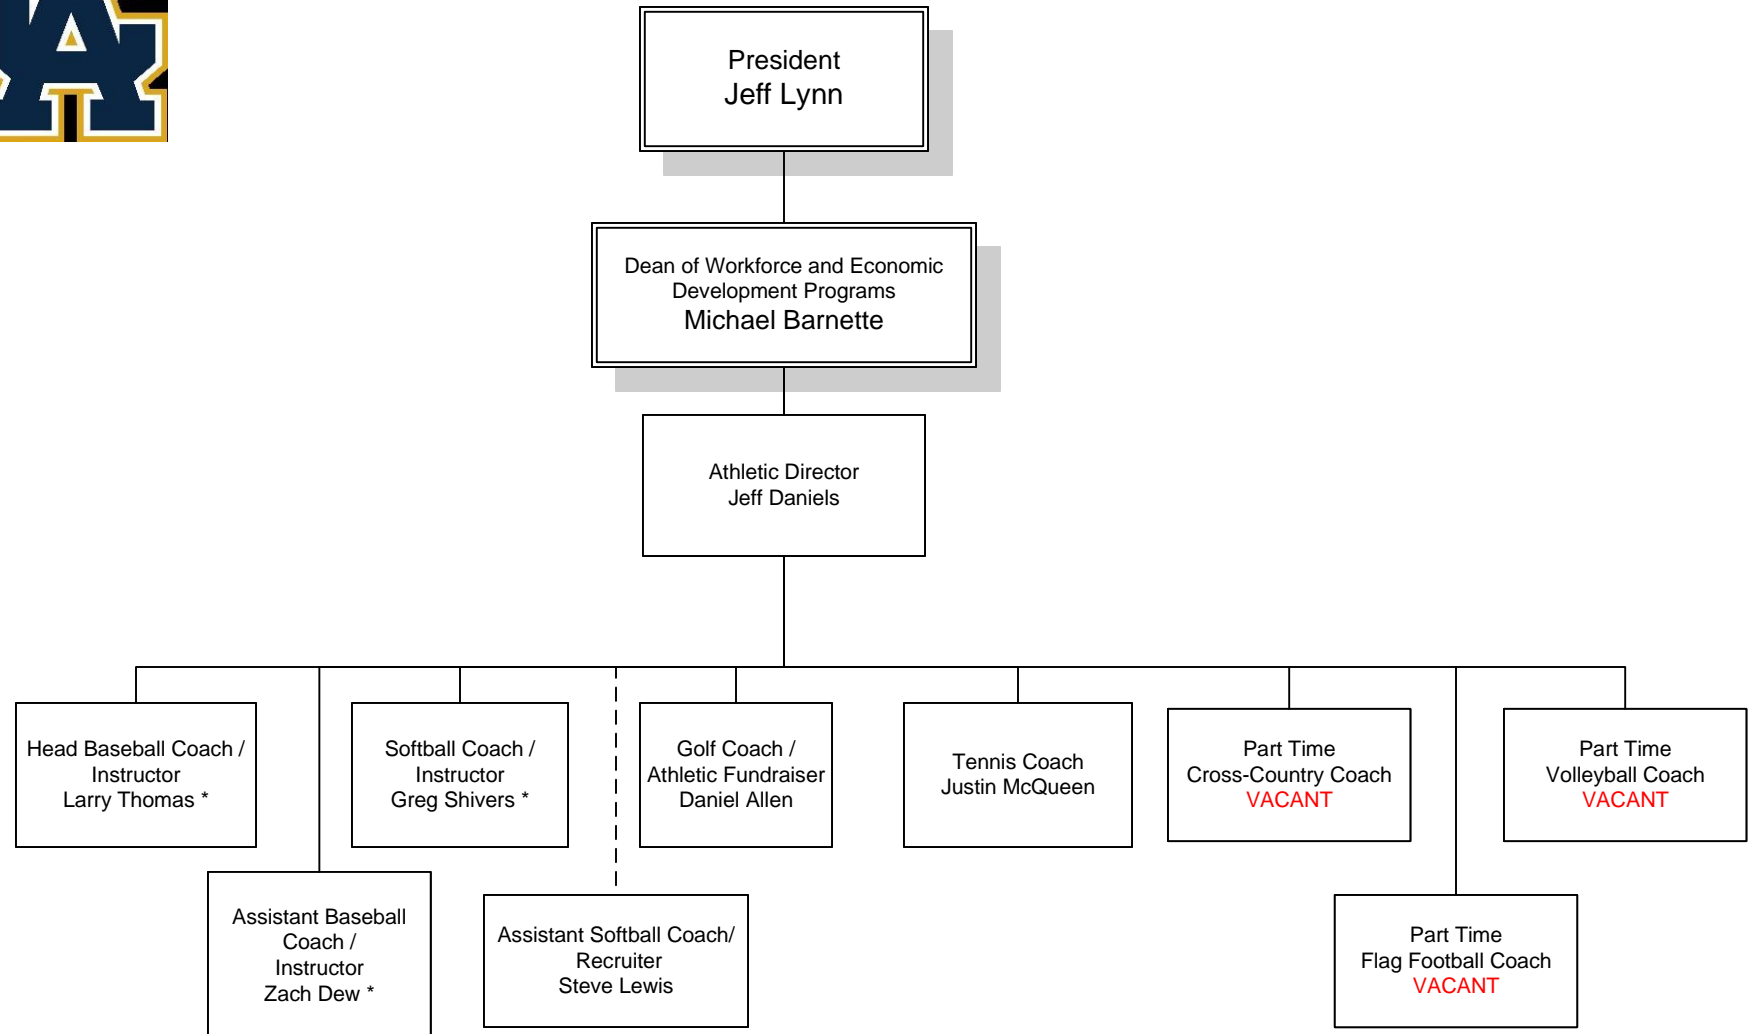 President
Jeff Lynn
Dean of Workforce and Economic
Development Programs
Michael Barnette
Athletic Director
Jeff Daniels
Head Baseball Coach /
Instructor
Larry Thomas *
Softball Coach /
Instructor
Greg Shivers *
Golf Coach /
Athletic Fundraiser
Daniel Allen
Tennis Coach
Justin McQueen
Part Time
Cross-Country Coach
VACANT
Part Time
Volleyball Coach
VACANT
Assistant Baseball
Coach /
Instructor
Zach Dew *
Assistant Softball Coach/
Recruiter
Steve Lewis
Part Time
Flag Football Coach
VACANT